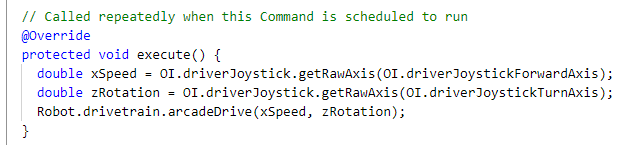 // Called repeatedly when this Command is scheduled to run
@Override
protected void execute() {
  double xSpeed = OI.driverJoystick.getRawAxis(OI.driverJoystickForwardAxis);
  double zRotation = OI.driverJoystick.getRawAxis(OI.driverJoystickTurnAxis);
  Robot.drivetrain.arcadeDrive(xSpeed, zRotation);
}